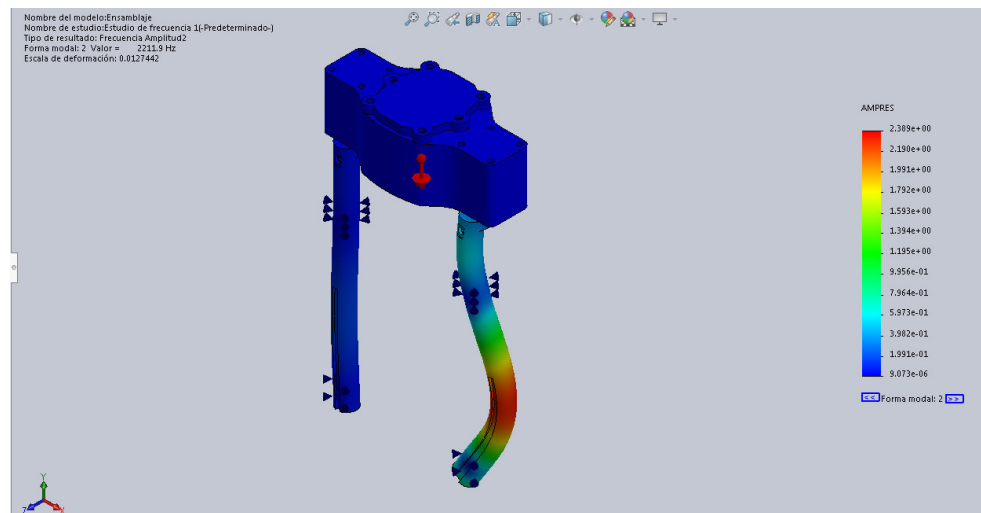 Nombre del modelo:Ensamblaje
Nombre de estudio:Estudio de frecuencia 1(-Predeterminado-)
Tipo de resultado: Frecuencia Amplitud2
Forma modal: 2 Valor = 2211.9 Hz
Escala de deformación: 0.0127442
AMPRES
2.389e+00
2.190e+00
1.991e+00
1.792e+00
1.593e+00
1.394e+00
1.195e+00
9.956e-01
7.964e-01
5.973e-01
3.982e-01
1.991e-01
9.073e-06
<< Forma modal: 2 >>
Y
Z X